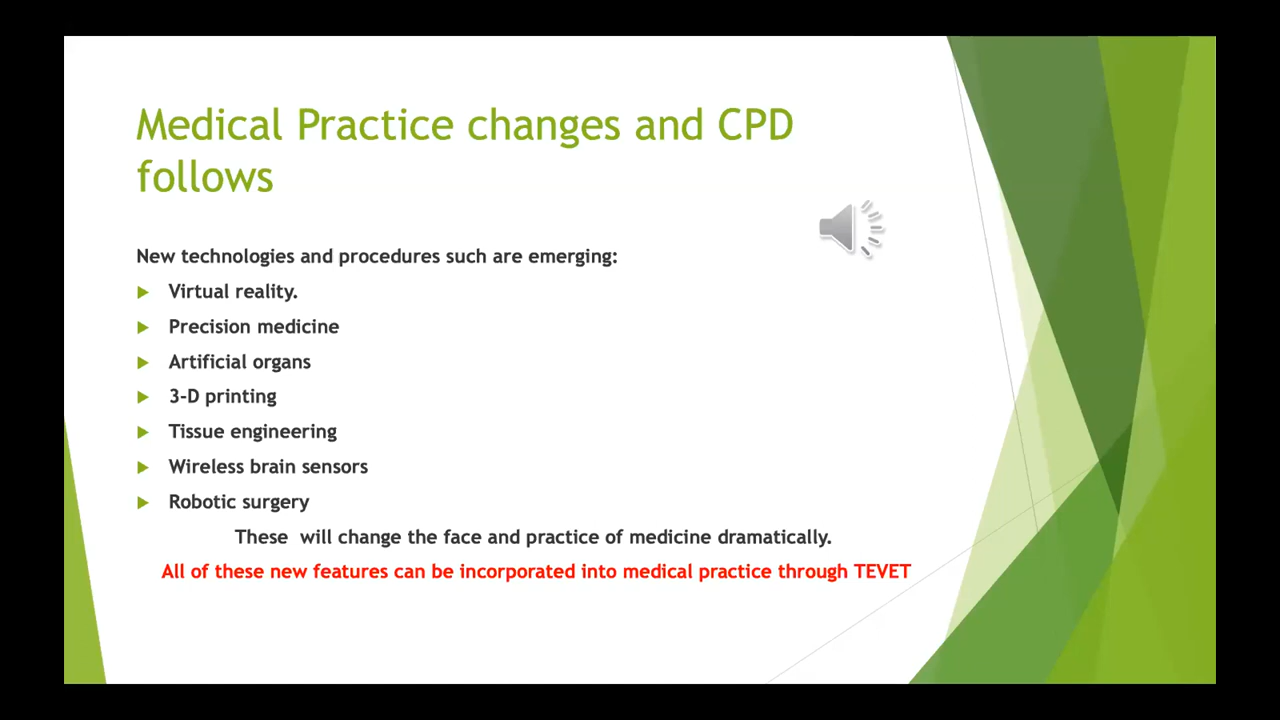 Medical Practice changes and CPD
follows
New technologies and procedures such are emerging:
Virtual reality.
Precision medicine
Artificial organs
3-D printing
Tissue engineering
Wireless brain sensors
Robotic surgery
These will change the face and practice of medicine dramatically.
All of these new features can be incorporated into medical practice through TEVET